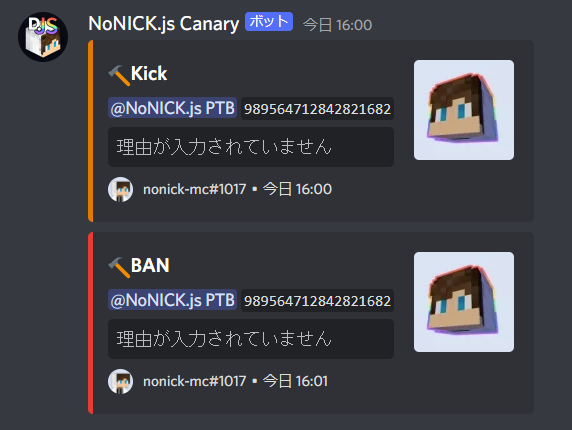 NoNICK.js Canary ボット 今日 16:00
Kick
@NoNICK.js PTB 989564712842821682
理由が入力されていません
nonick-mc#1017 • 今日 16:00
BAN
@NoNICK.js PTB 989564712842821682
理由が入力されていません
nonick-mc#1017 • 今日 16:01